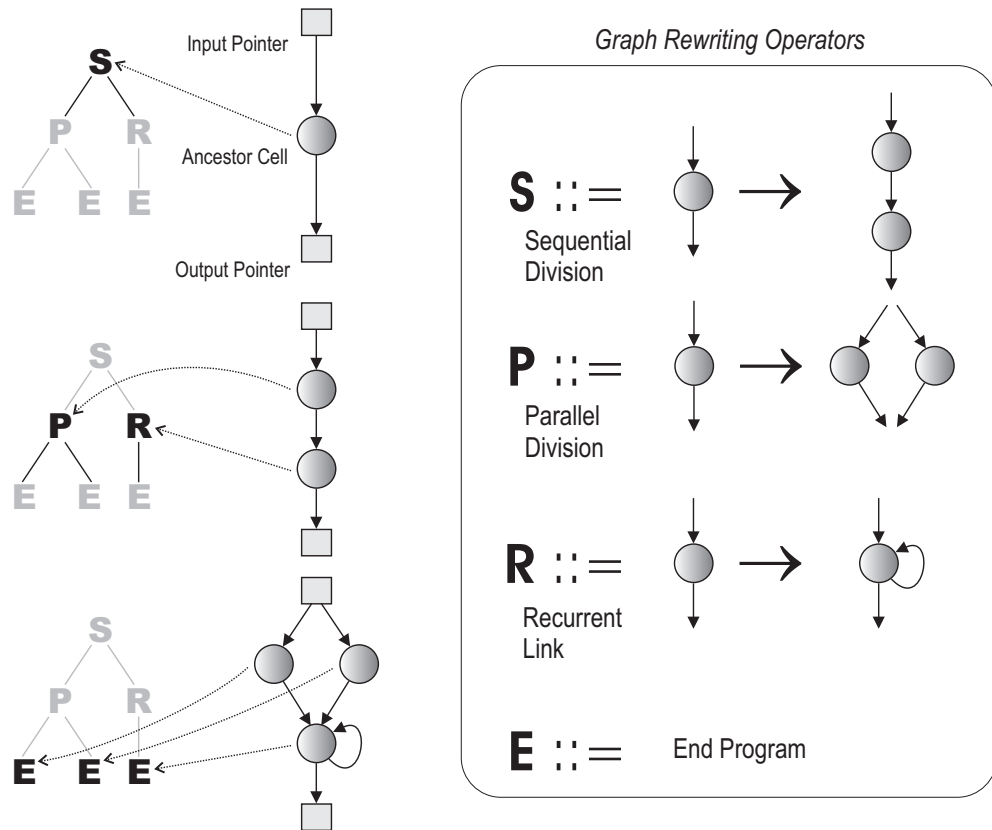 Input Pointer
S
P R
E E E
Ancestor Cell
Output Pointer
S
P R
E E E
S
P R
E E E
Graph Rewriting Operators
S ::=
Sequential
Division
P ::=
Parallel
Division
R ::=
Recurrent
Link
E ::= End Program